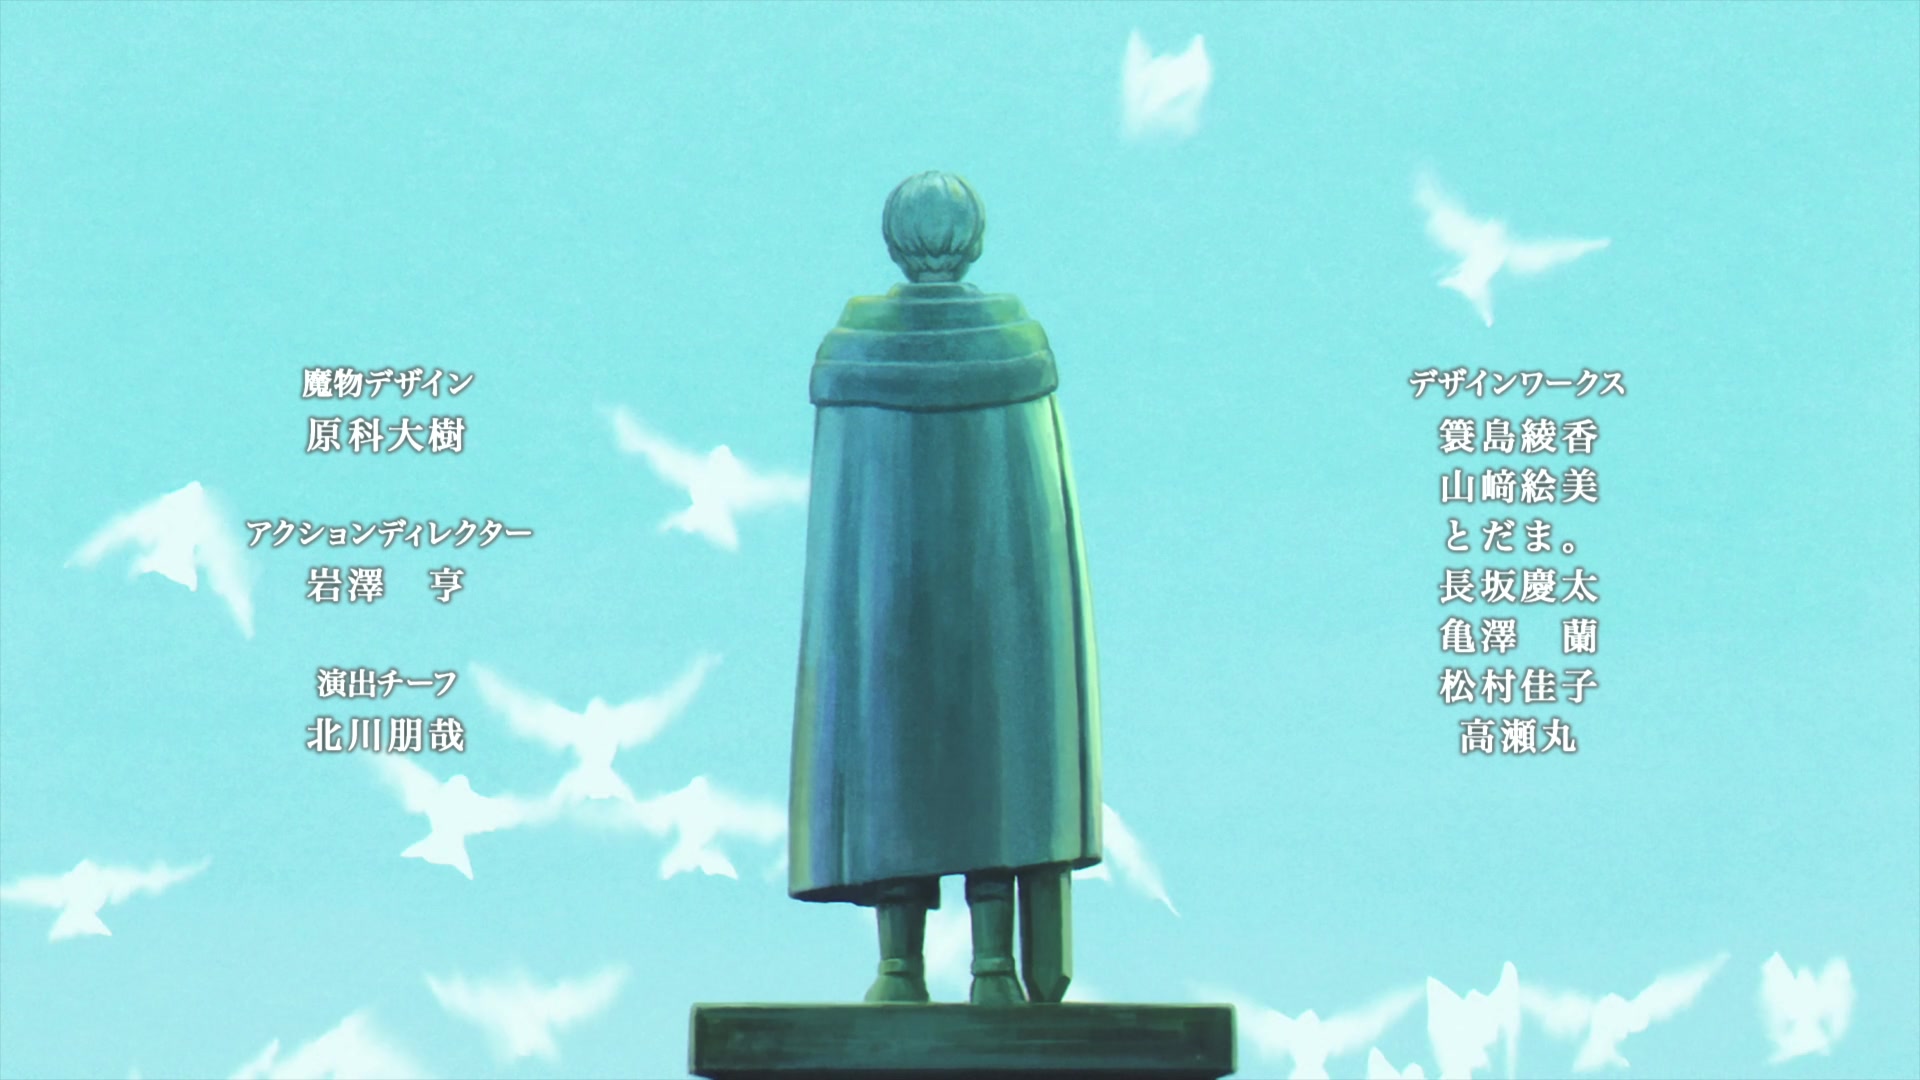 魔物デザイン
原科大樹
アクションディレクター
岩澤　亨
演出チーフ
北川朋哉
デザインワークス
簑島綾香
山﨑絵美
とだま。
長坂慶太
亀澤　蘭
松村佳子
高瀬丸